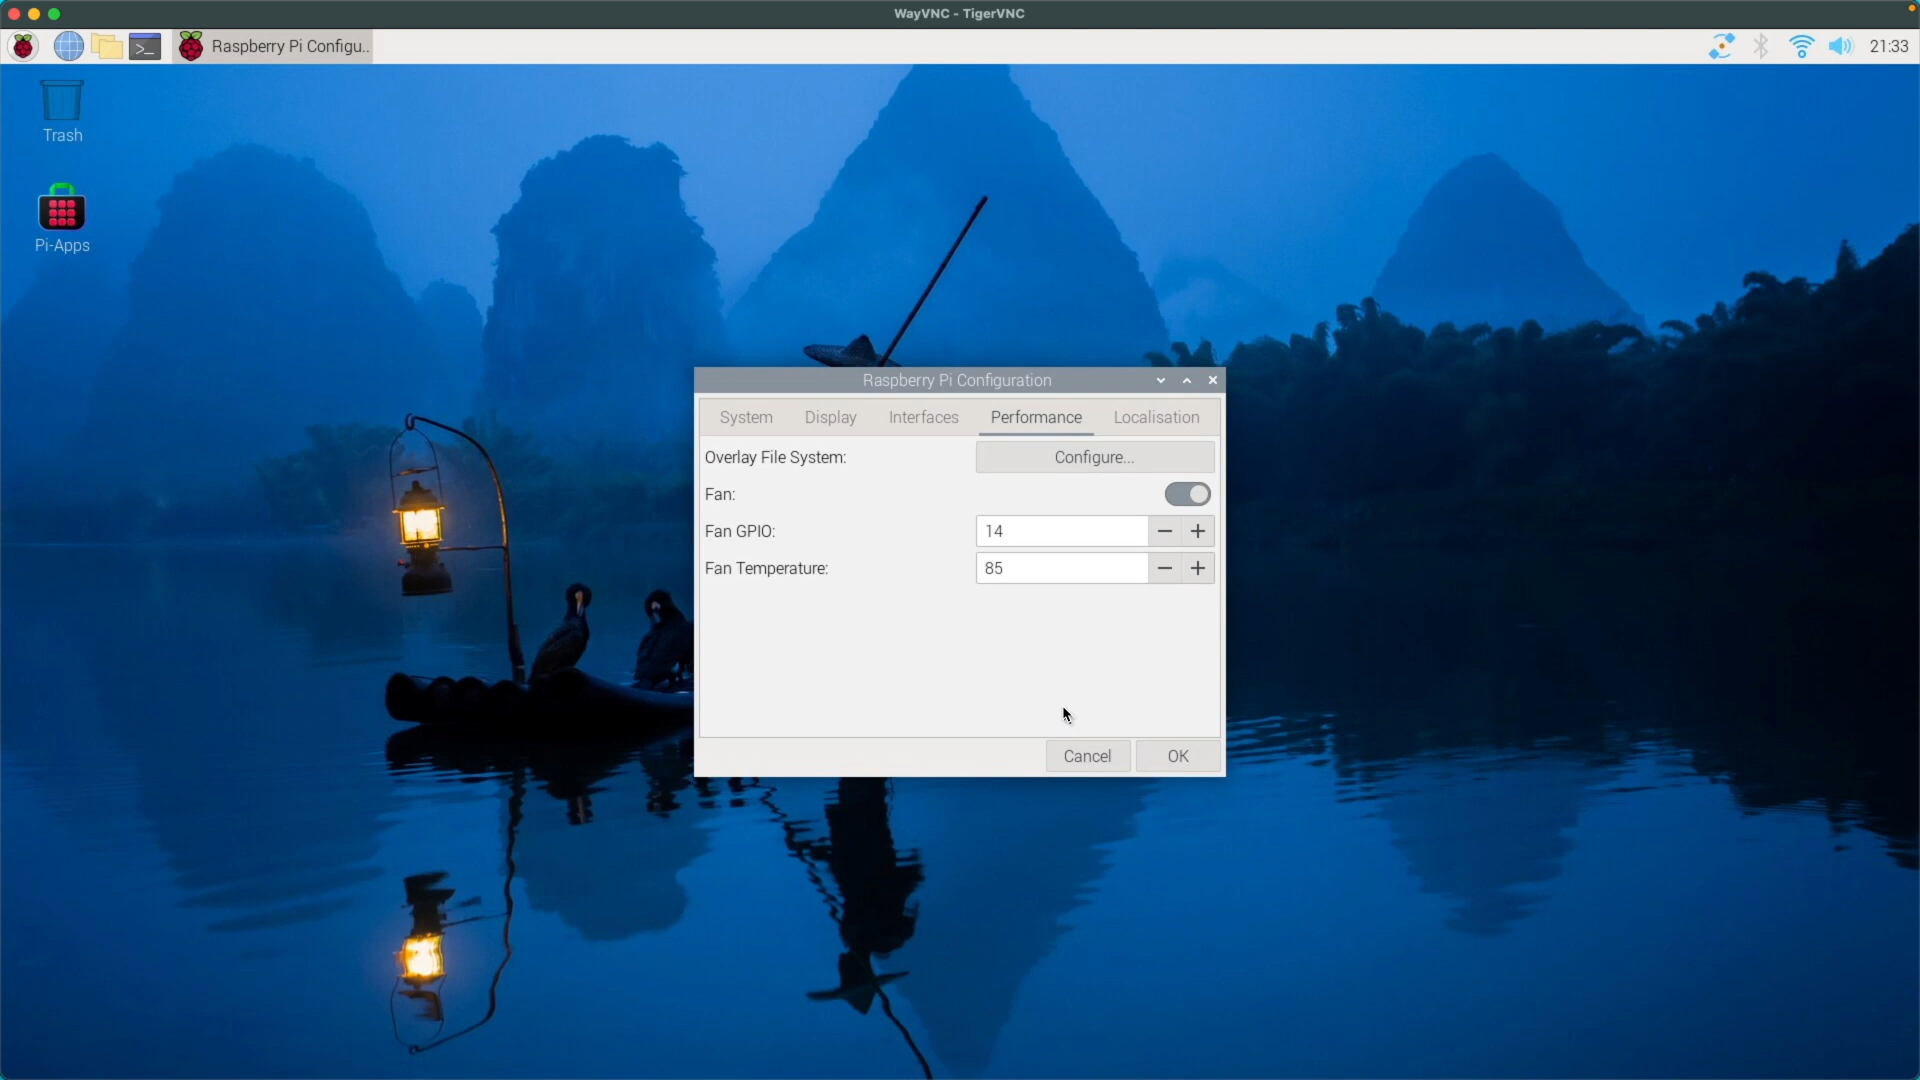 WayVNC - TigerVNC
Raspberry Pi Configu..
21:33
Trash
Pi-Apps
Raspberry Pi Configuration
System Display Interfaces Performance Localisation
Overlay File System: Configure...
Fan:
Fan GPIO: 14
Fan Temperature: 85
Cancel OK